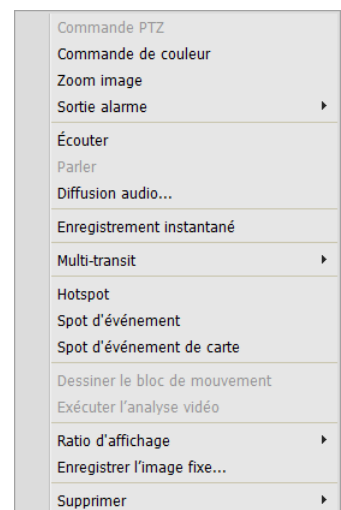 Commande PTZ
Commande de couleur
Zoom image
Sortie alarme
Écouter
Parler
Diffusion audio...
Enregistrement instantané
Multi-transit
Hotspot
Spot d'événement
Spot d'événement de carte
Dessiner le bloc de mouvement
Exécuter l'analyse vidéo
Ratio d'affichage
Enregistrer l'image fixe...
Supprimer